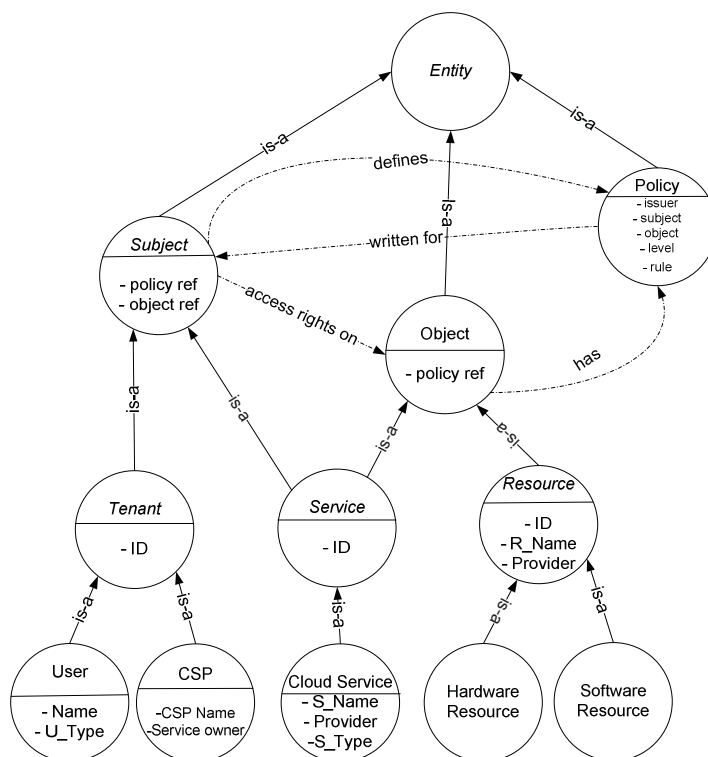 Entity
is-a
is-a
defines
Is-a
Policy
- issuer
- subject
- object
- level
- rule
Subject
- policy ref
- object ref
written for
access rights on
Object
- policy ref
has
is-a
is-a
is-a
is-a
Tenant
- ID
Service
- ID
Resource
- ID
- R_Name
- Provider
is-a
is-a
is-a
is-a
is-a
User
- Name
- U_Type
CSP
-CSP Name
-Service owner
Cloud Service
- S_Name
- Provider
-S_Type
Hardware
Resource
Software
Resource